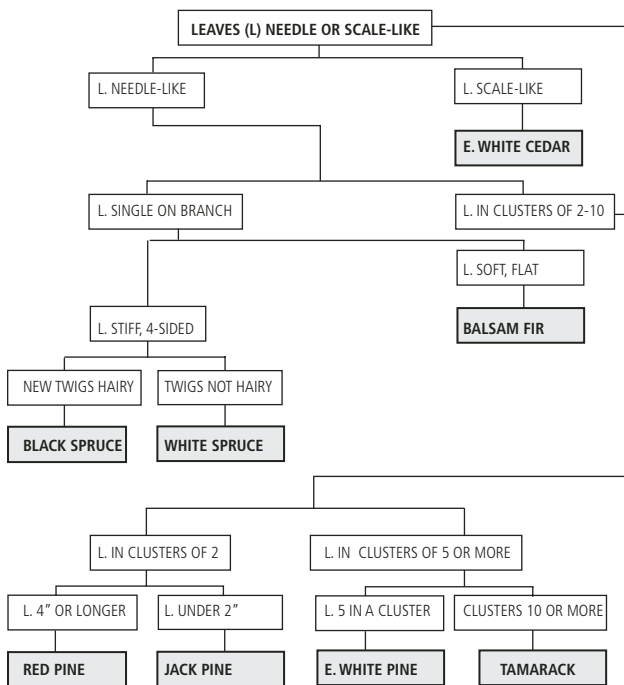 LEAVES (L) NEEDLE OR SCALE-LIKE
L. NEEDLE-LIKE
L. SCALE-LIKE
E. WHITE CEDAR
L. SINGLE ON BRANCH
L. IN CLUSTERS OF 2-10
L. SOFT, FLAT
BALSAM FIR
L. STIFF, 4-SIDED
NEW TWIGS HAIRY
TWIGS NOT HAIRY
BLACK SPRUCE
WHITE SPRUCE
L. IN CLUSTERS OF 2
L. IN CLUSTERS OF 5 OR MORE
L. 4” OR LONGER
L. UNDER 2”
L. 5 IN A CLUSTER
CLUSTERS 10 OR MORE
RED PINE
JACK PINE
E. WHITE PINE
TAMARACK